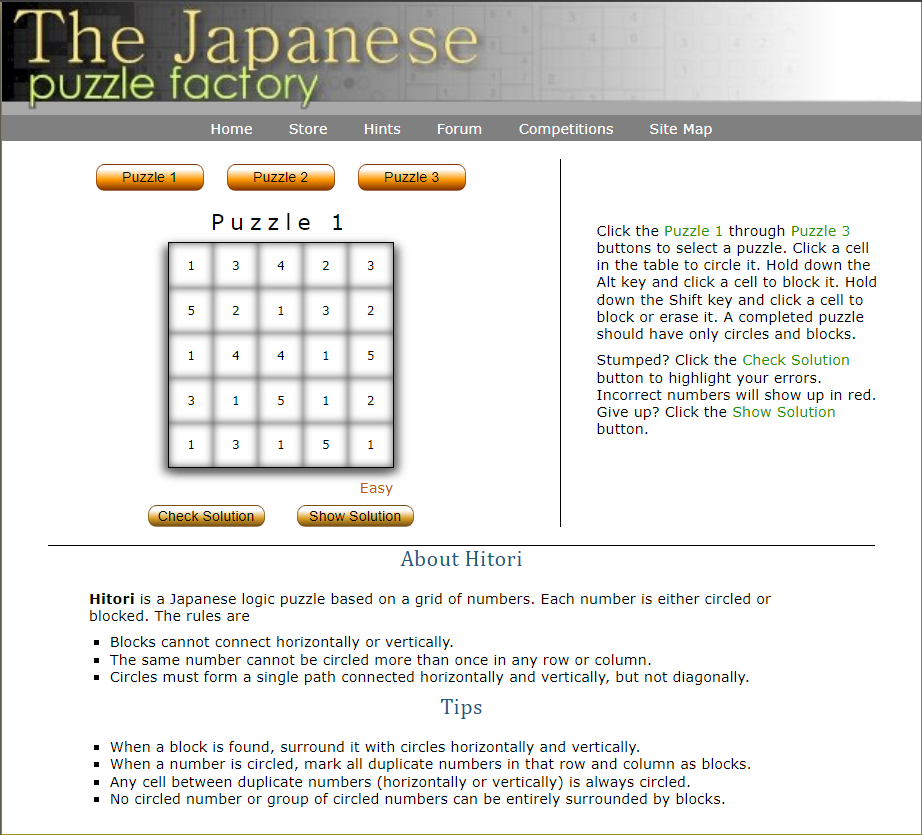 The Japanese
puzzle factory
Home Store Hints Forum Competitions Site Map
Puzzle 1 Puzzle 2 Puzzle 3
Puzzle 1
1 3 4 2 3
5 2 1 3 2
1 4 4 1 5
3 1 5 1 2
1 3 1 5 1
Easy
Check Solution Show Solution
Click the Puzzle 1 through Puzzle 3
buttons to select a puzzle. Click a cell
in the table to circle it. Hold down the
Alt key and click a cell to block it. Hold
down the Shift key and click a cell to
block or erase it. A completed puzzle
should have only circles and blocks.
Stumped? Click the Check Solution
button to highlight your errors.
Incorrect numbers will show up in red.
Give up? Click the Show Solution
button.
About Hitori
Hitori is a Japanese logic puzzle based on a grid of numbers. Each number is either circled or
blocked. The rules are
▪ Blocks cannot connect horizontally or vertically.
▪ The same number cannot be circled more than once in any row or column.
▪ Circles must form a single path connected horizontally and vertically, but not diagonally.
Tips
▪ When a block is found, surround it with circles horizontally and vertically.
▪ When a number is circled, mark all duplicate numbers in that row and column as blocks.
▪ Any cell between duplicate numbers (horizontally or vertically) is always circled.
▪ No circled number or group of circled numbers can be entirely surrounded by blocks.